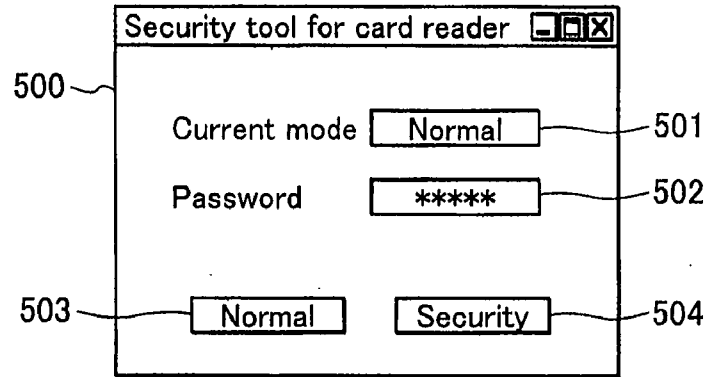 Security tool for card reader
500
Current mode Normal 501
Password ***** 502
503 Normal Security 504